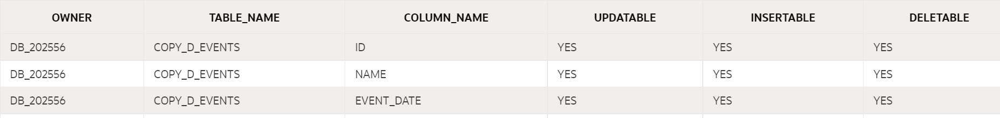 OWNER TABLE_NAME COLUMN_NAME UPDATABLE INSERTABLE DELETABLE
DB_202556 COPY_D_EVENTS ID YES YES YES
DB_202556 COPY_D_EVENTS NAME YES YES YES
DB_202556 COPY_D_EVENTS EVENT_DATE YES YES YES